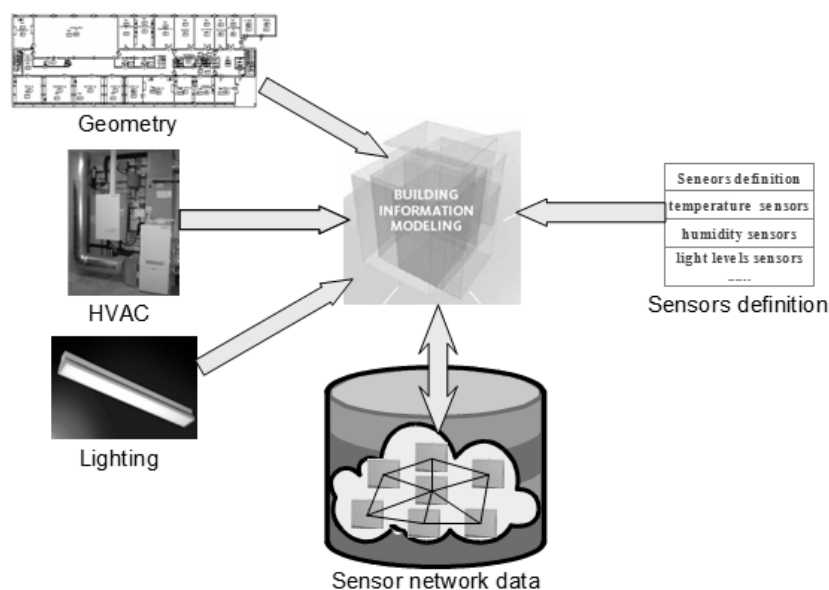 Geometry
BUILDING
INFORMATION
MODELING
Seneors definition
temperature sensors
humidity sensors
light levels sensors
.....
HVAC
Sensors definition
Lighting
Sensor network data